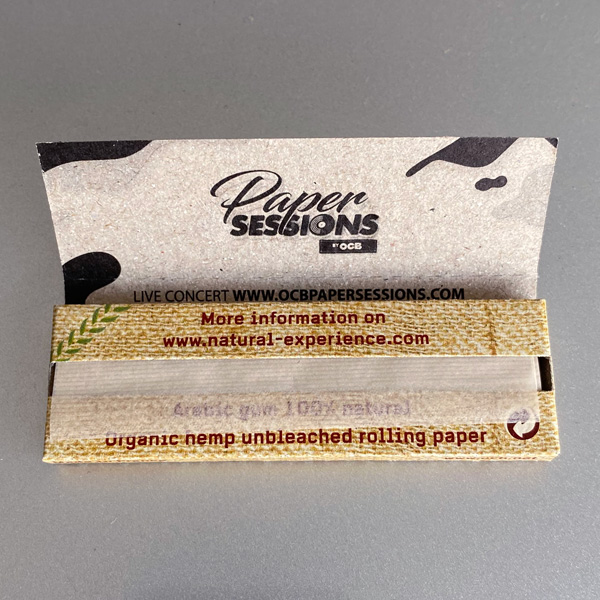 Paper
SESSIONS
BY OCB
LIVE CONCERT WWW.OCBPAPERSESSIONS.COM
More information on
www.natural-experience.com
Arabic gum 100% natural
Organic hemp unbleached rolling paper